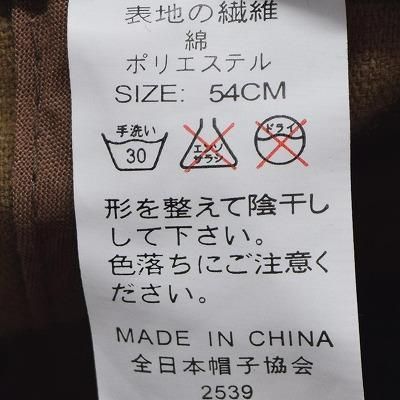 表地の繊維
綿
ポリエステル
SIZE: 54CM
手洗い
30
エンソ
サラシ
ドライ
形を整えて陰干し
して下さい。
色落ちにご注意く
ださい。
MADE IN CHINA
全日本帽子協会
2539